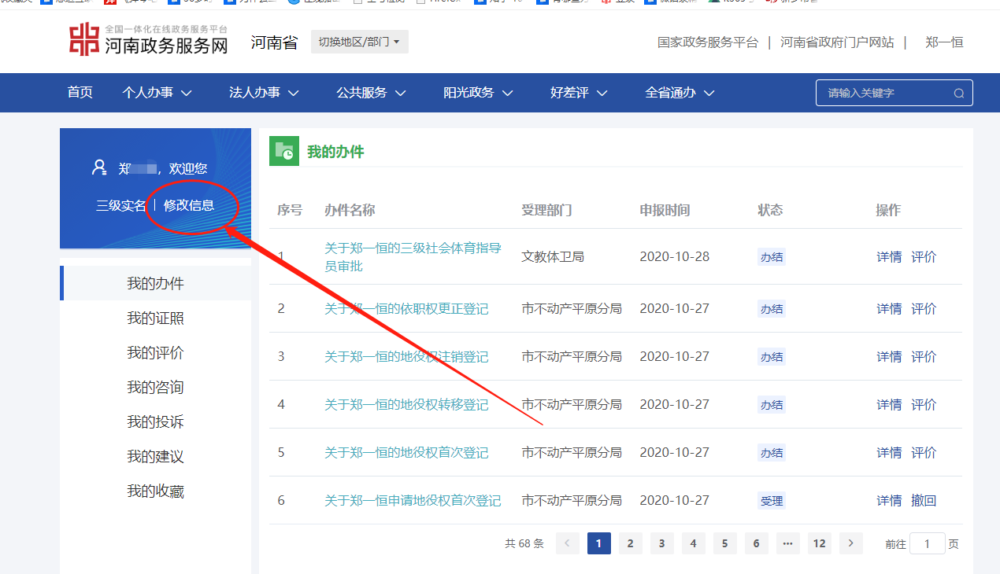 全国一体化在线政务服务平台
河南政务服务网
河南省
切换地区/部门
国家政务服务平台 | 河南省政府门户网站 | 郑一恒
首页 个人办事 法人办事 公共服务 阳光政务 好差评 全省通办 请输入关键字
郑 , 欢迎您
三级实名 | 修改信息
我的办件
我的证照
我的评价
我的咨询
我的投诉
我的建议
我的收藏
我的办件
序号 办件名称 受理部门 申报时间 状态 操作
1 关于郑一恒的三级社会体育指导 文教体卫局 2020-10-28 办结 详情 评价
员审批
2 关于郑一恒的依职权更正登记 市不动产平原分局 2020-10-27 办结 详情 评价
3 关于郑一恒的地役权注销登记 市不动产平原分局 2020-10-27 办结 详情 评价
4 关于郑一恒的地役权转移登记 市不动产平原分局 2020-10-27 办结 详情 评价
5 关于郑一恒的地役权首次登记 市不动产平原分局 2020-10-27 办结 详情 评价
6 关于郑一恒申请地役权首次登记 市不动产平原分局 2020-10-27 受理 详情 撤回
共 68 条 < 1 2 3 4 5 6 ··· 12 > 前往 1 页